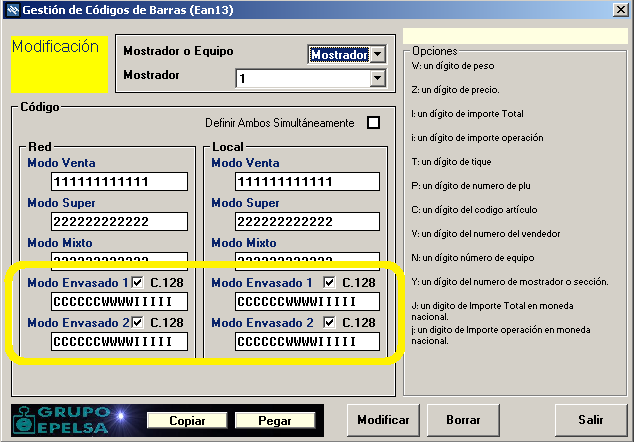 Gestión de Códigos de Barras (Ean13)
Modificación
Mostrador o Equipo
Mostrador
Mostrador
1
Código
Definir Ambos Simultáneamente
Red
Modo Venta
111111111111
Modo Super
222222222222
Modo Mixto
222222222222
Modo Envasado 1 C.128
CCCCCCWWWWIIIII
Modo Envasado 2 C.128
CCCCCCWWWWIIIII
Local
Modo Venta
111111111111
Modo Super
222222222222
Modo Mixto
222222222222
Modo Envasado 1 C.128
CCCCCCWWWWIIIII
Modo Envasado 2 C.128
CCCCCCWWWWIIIII
Opciones
W: un dígito de peso
Z: un dígito de precio.
I: un dígito de importe Total
i: un dígito de importe operación
T: un dígito de tique
P: un dígito de numero de plu
C: un dígito del codigo artículo
V: un dígito del numero del vendedor
N: un dígito número de equipo
Y: un dígito del numero de mostrador o sección.
J: un digito de Importe Total en moneda
nacional.
j: un digito de Importe operación en moneda
nacional.
GRUPO
EPELSA
Copiar
Pegar
Modificar
Borrar
Salir